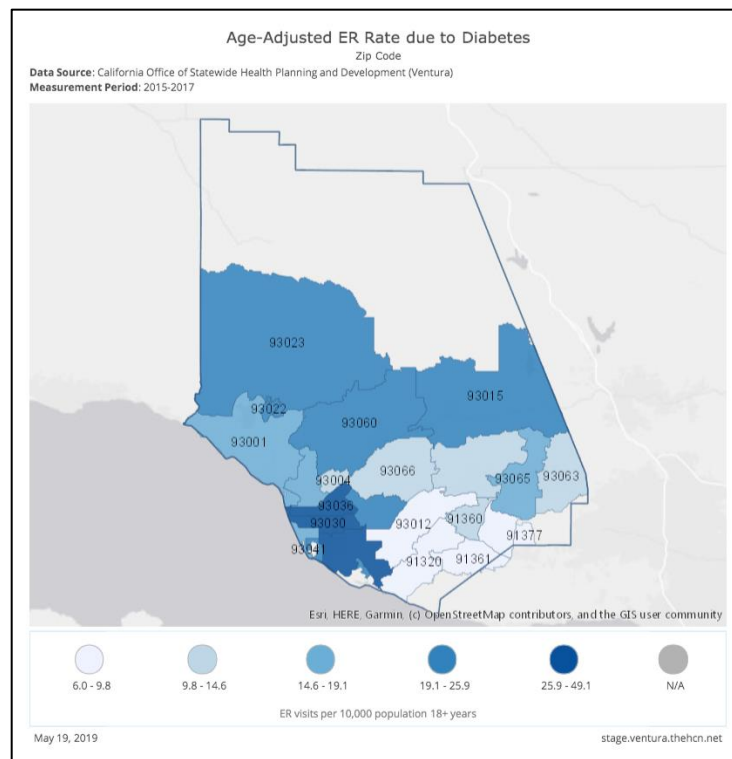 Age-Adjusted ER Rate due to Diabetes
Zip Code
Data Source: California Office of Statewide Health Planning and Development (Ventura)
Measurement Period: 2015-2017
93023
93015
93022
93060
93001
93066
93004
93065
93063
93036
93030
93012
91360
93041
91377
91320
91361
Esri, HERE, Garmin, (c) OpenStreetMap contributors, and the GIS user community
6.0 - 9.8
9.8 - 14.6
14.6 - 19.1
19.1 - 25.9
25.9 - 49.1
N/A
ER visits per 10,000 population 18+ years
May 19, 2019
stage.ventura.thehcn.net